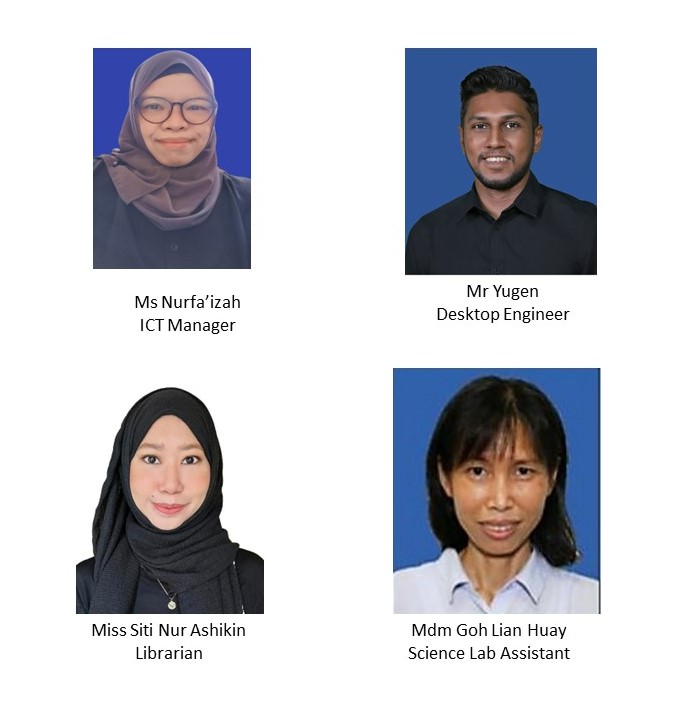 Ms Nurfa’izah
ICT Manager
Mr Yugen
Desktop Engineer
Miss Siti Nur Ashikin
Librarian
Mdm Goh Lian Huay
Science Lab Assistant